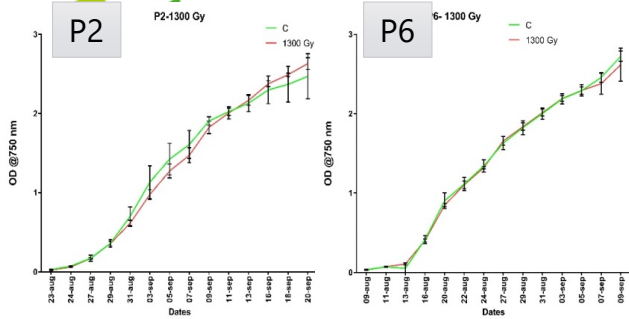 P2
P2-1300 Gy
C
1300 Gy
OD @750 nm
3
2
1
0
23-aug
24-aug
27-aug
29-aug
31-aug
03-sep
05-sep
07-sep
09-sep
11-sep
13-sep
16-sep
18-sep
20-sep
Dates
P6
6- 1300 Gy
C
1300 Gy
OD @750 nm
3
2
1
0
09-aug
11-aug
13-aug
16-aug
20-aug
22-aug
24-aug
27-aug
29-aug
31-aug
03-sep
05-sep
07-sep
09-sep
Dates